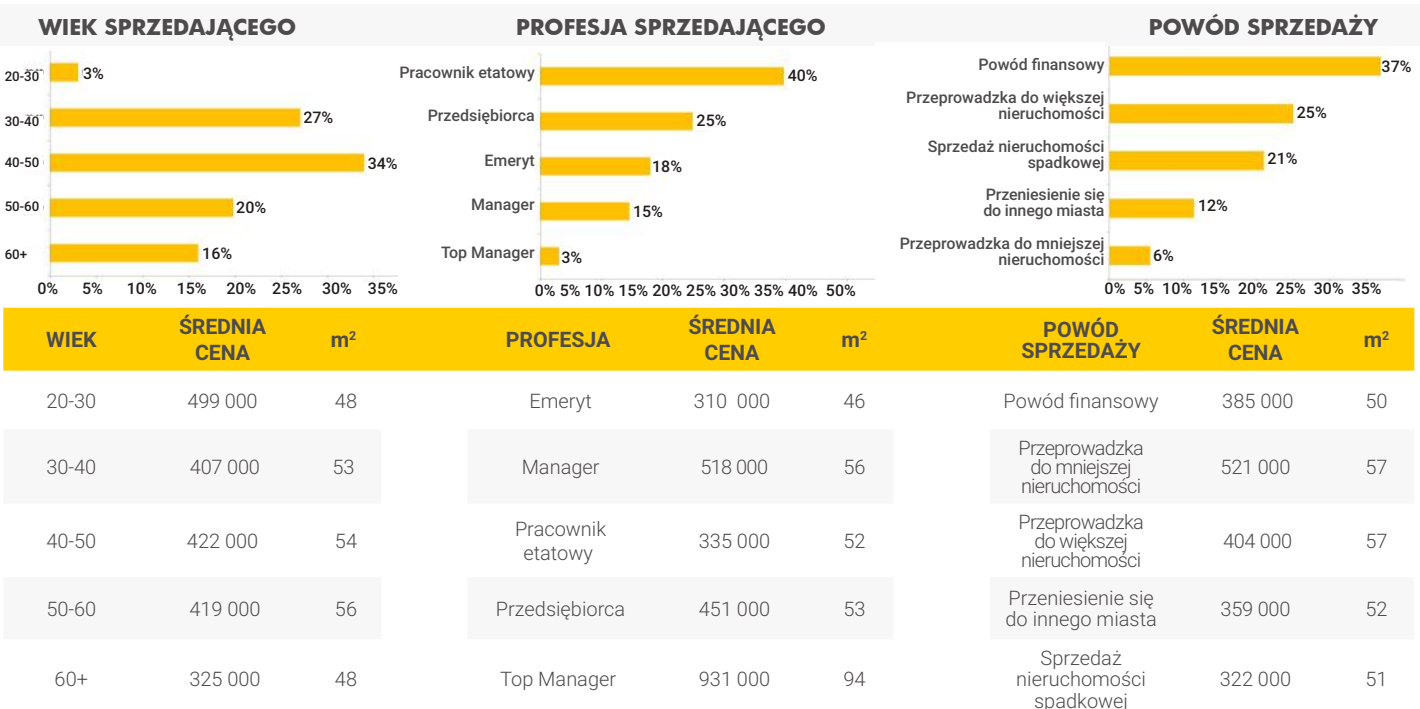 WIEK SPRZEDAJĄCEGO
20-30
3%
30-40
27%
40-50
34%
50-60
20%
60+
16%
0% 5% 10% 15% 20% 25% 30% 35%
PROFESJA SPRZEDAJĄCEGO
Pracownik etatowy
40%
Przedsiębiorca
25%
Emeryt
18%
Manager
15%
Top Manager
3%
0% 5% 10% 15% 20% 25% 30% 35% 40% 50%
POWÓD SPRZEDAŻY
Powód finansowy
37%
Przeprowadzka do większej
nieruchomości
25%
Sprzedaż nieruchomości
spadkowej
21%
Przeniesienie się
do innego miasta
12%
Przeprowadzka do mniejszej
nieruchomości
6%
0% 5% 10% 15% 20% 25% 30% 35%
WIEK ŚREDNIA CENA m²
20-30 499 000 48
30-40 407 000 53
40-50 422 000 54
50-60 419 000 56
60+ 325 000 48
PROFESJA ŚREDNIA CENA m²
Emeryt 310 000 46
Manager 518 000 56
Pracownik
etatowy 335 000 52
Przedsiębiorca 451 000 53
Top Manager 931 000 94
POWÓD
SPRZEDAŻY ŚREDNIA CENA m²
Powód finansowy 385 000 50
Przeprowadzka
do mniejszej
nieruchomości 521 000 57
Przeprowadzka
do większej
nieruchomości 404 000 57
Przeniesienie się
do innego miasta 359 000 52
Sprzedaż
nieruchomości
spadkowej 322 000 51